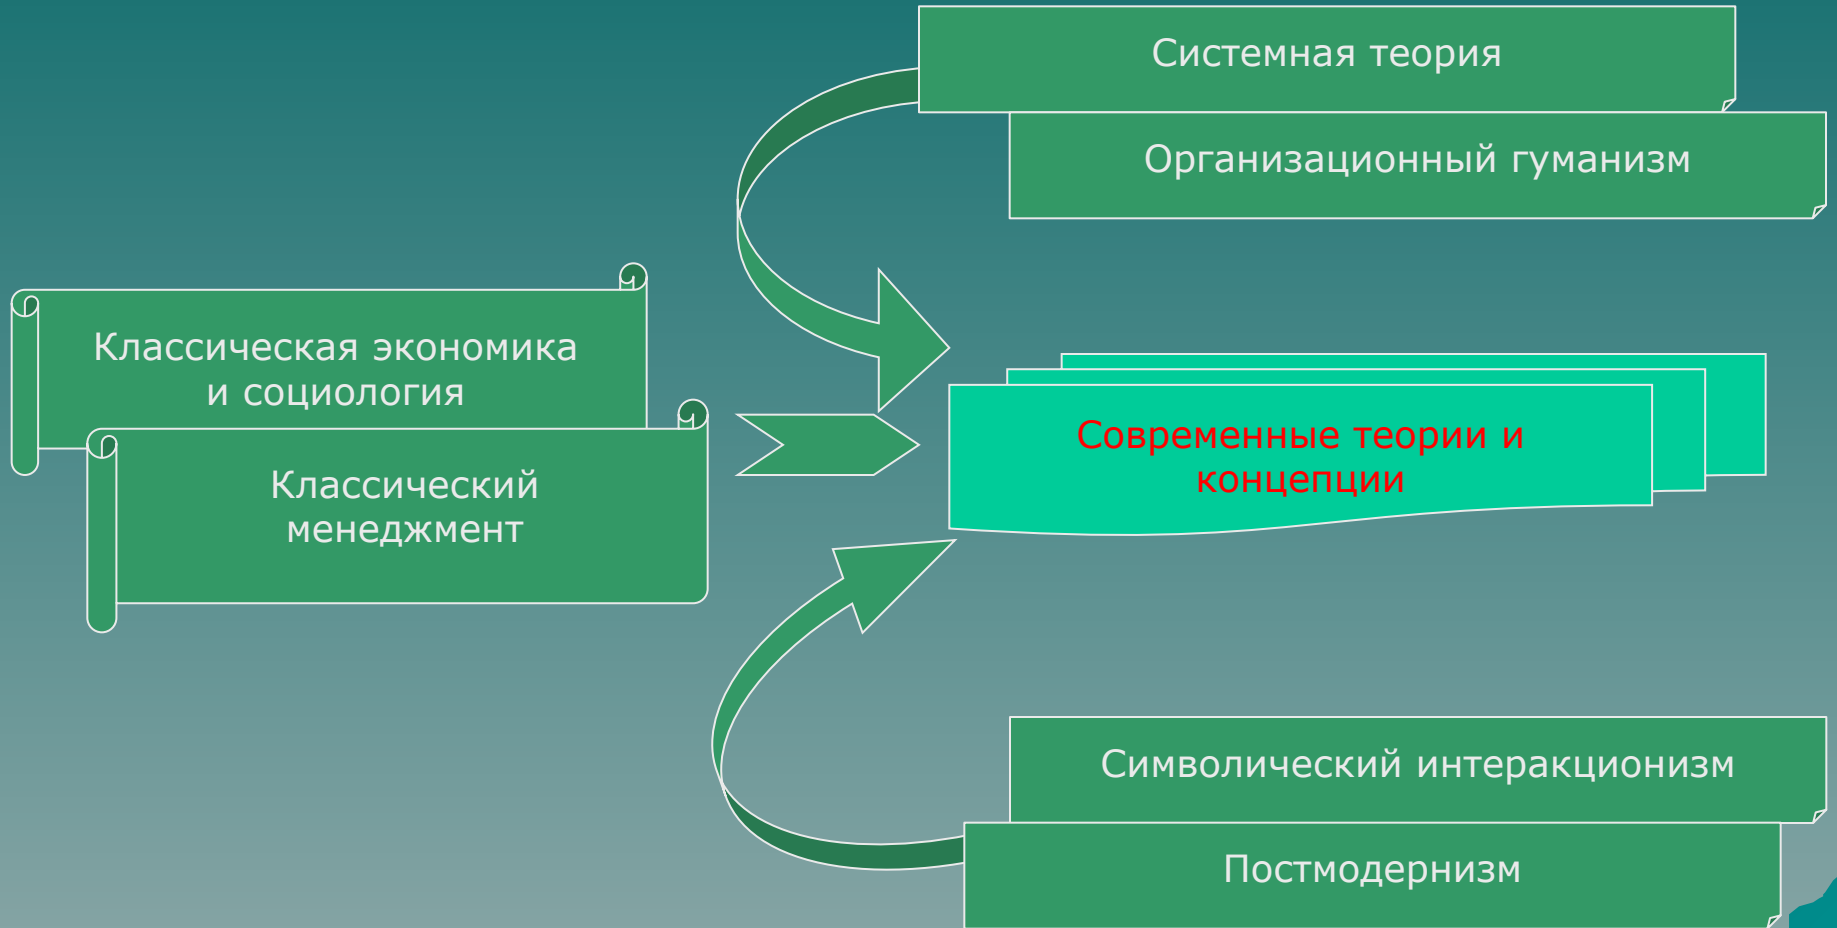 Системная теория
Организационный гуманизм
Классическая экономика
и социология
Классический
менеджмент
Современные теории и
концепции
Символический интеракционизм
Постмодернизм